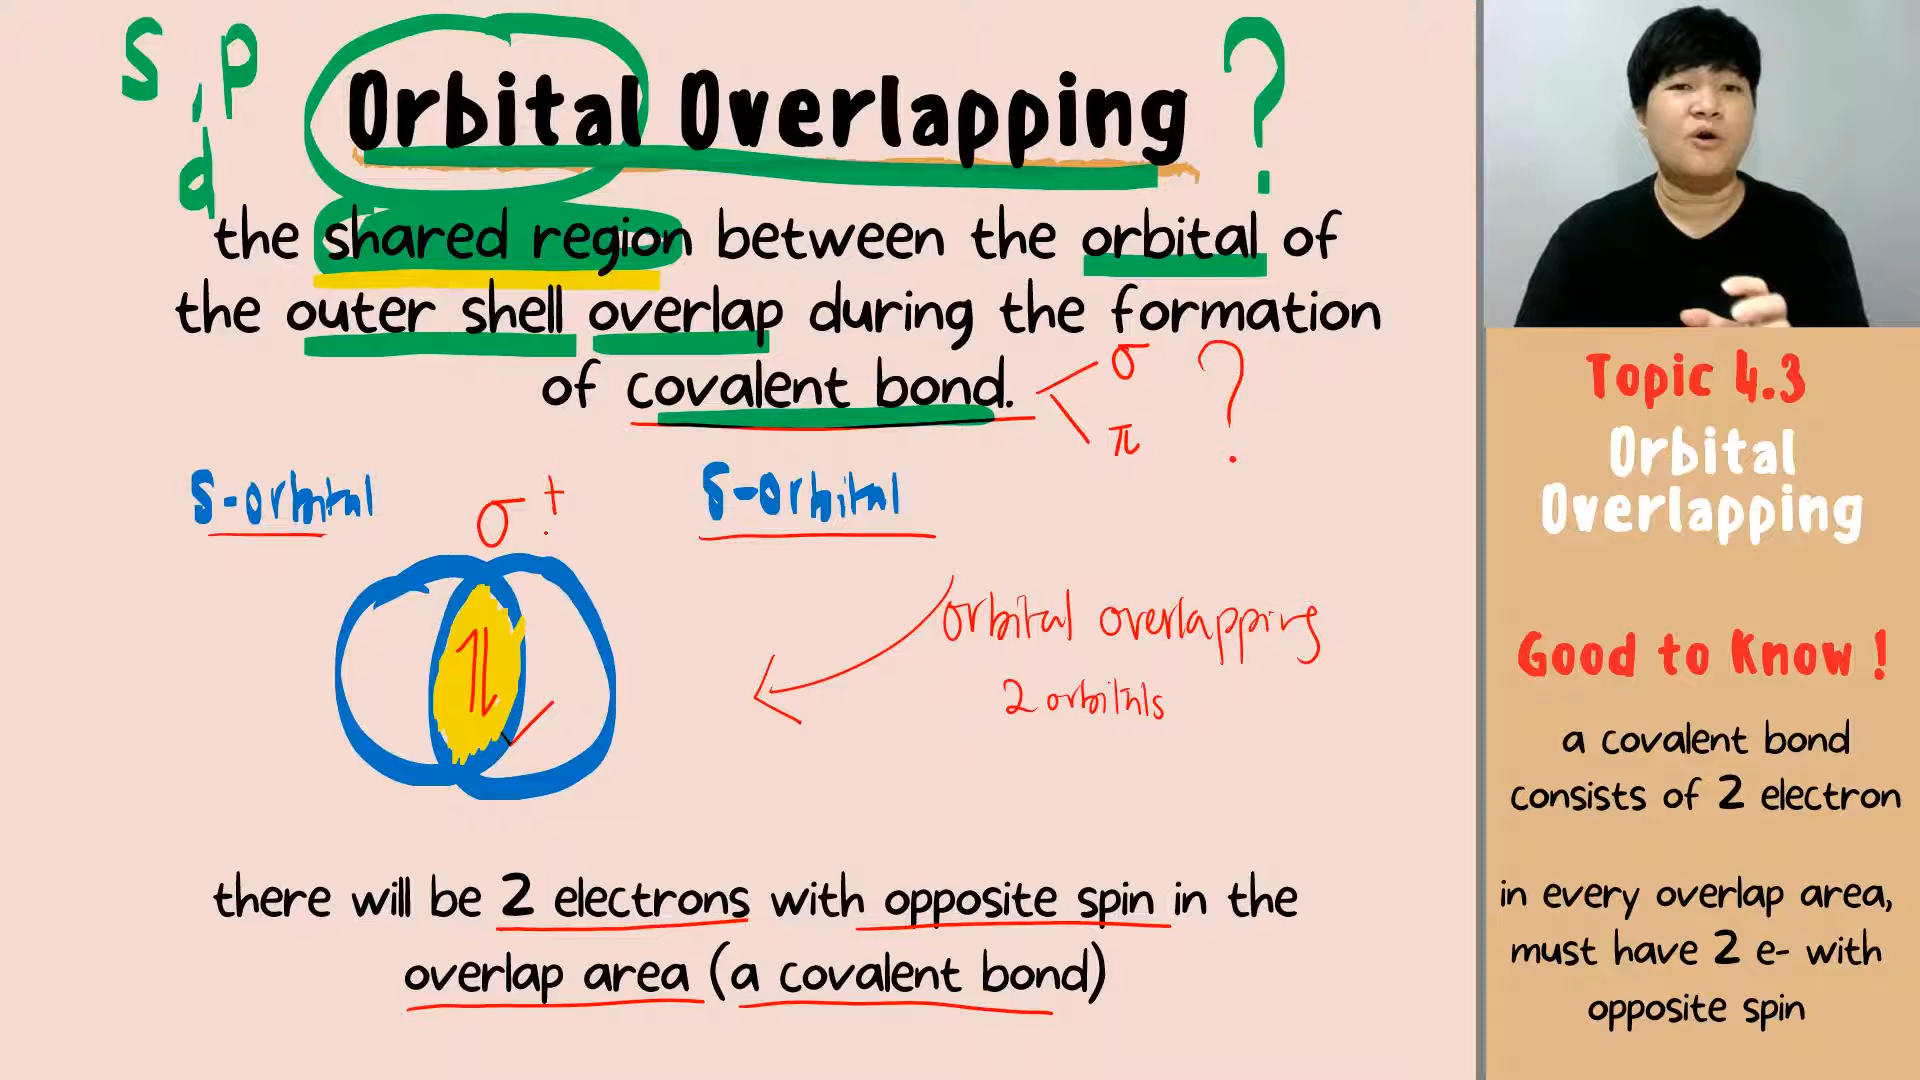 s, p
d
Orbital Overlapping ?
the shared region between the orbital of
the outer shell overlap during the formation
of covalent bond.
σ
π
?
s-orbital
s-orbital
σ
orbital overlapping
2 orbitals
there will be 2 electrons with opposite spin in the
overlap area (a covalent bond)
Topic 4.3
Orbital
Overlapping
Good to Know !
a covalent bond
consists of 2 electron
in every overlap area,
must have 2 e- with
opposite spin